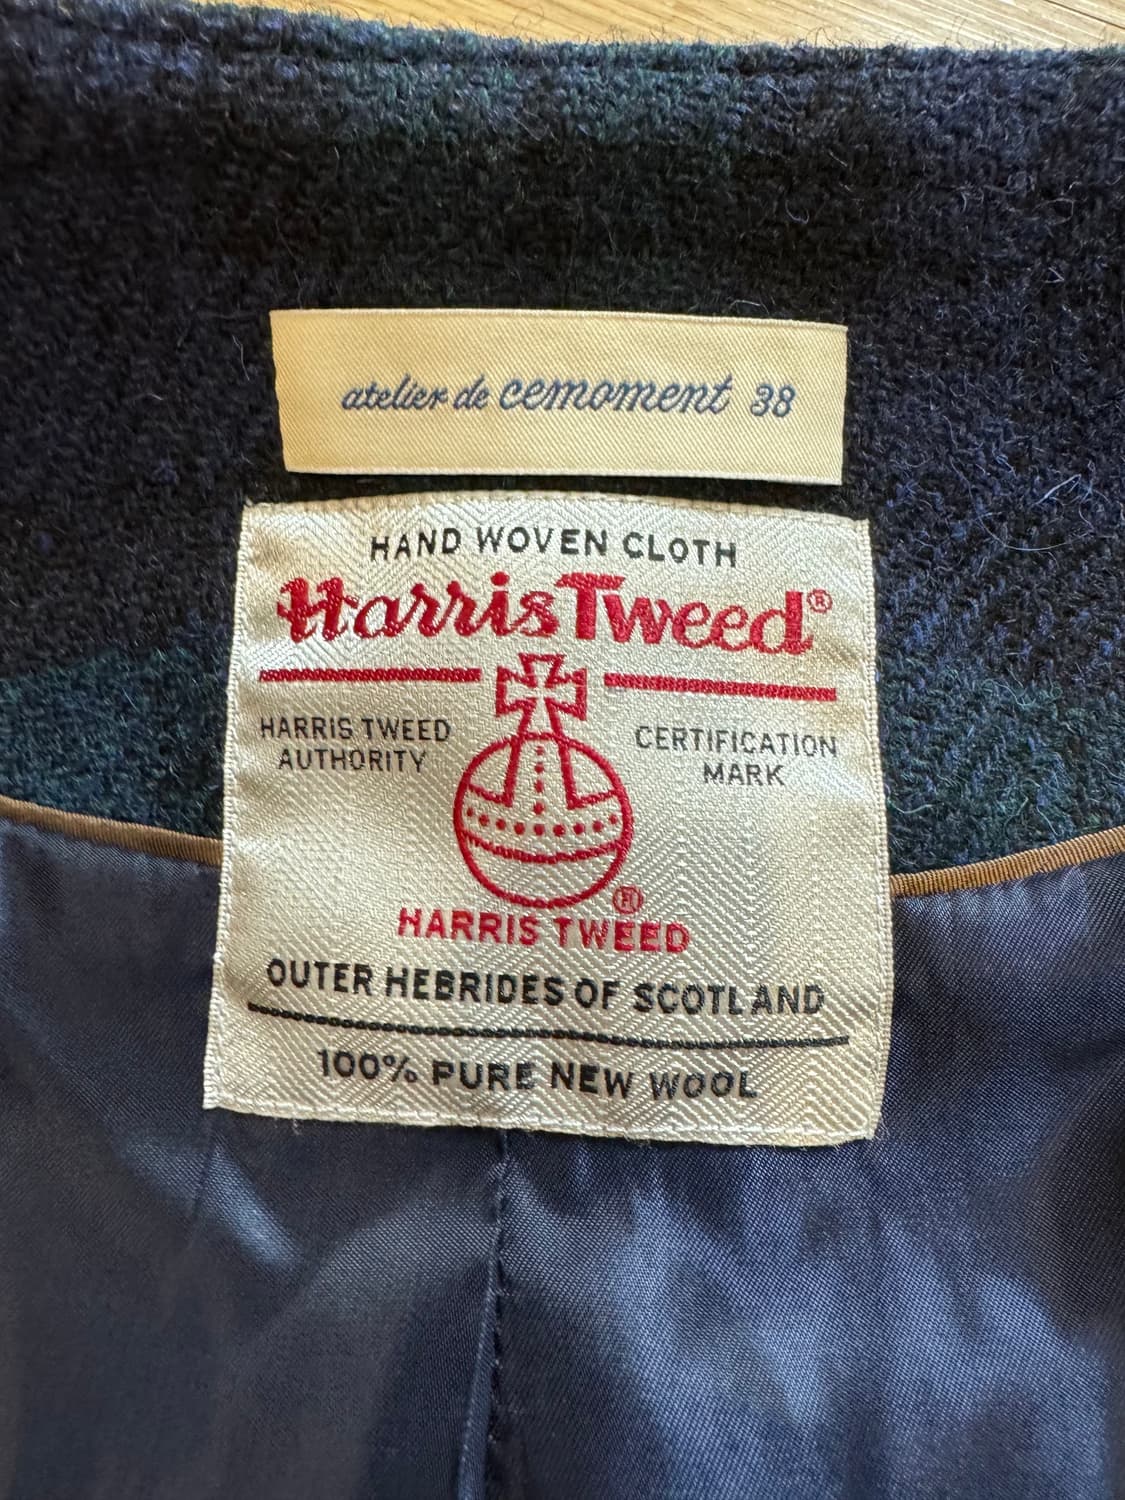 atelier de cemoment 38
HAND WOVEN CLOTH
Harris Tweed®
HARRIS TWEED
AUTHORITY
CERTIFICATION
MARK
®
HARRIS TWEED
OUTER HEBRIDES OF SCOTLAND
100% PURE NEW WOOL